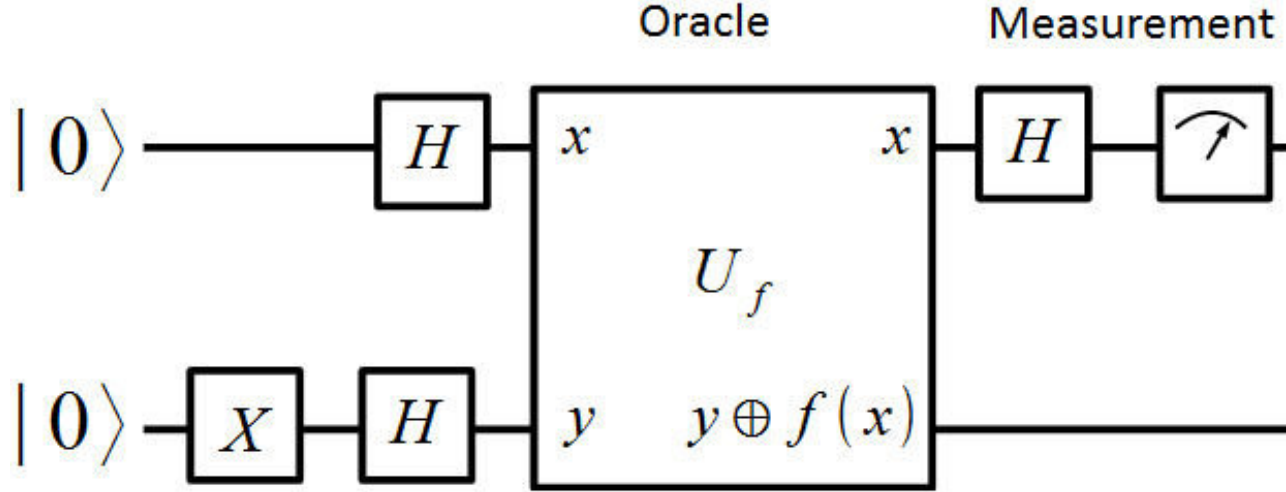 Oracle Measurement
| 0 ⟩ H x x H
U_f
| 0 ⟩ X H y y ⊕ f ( x )